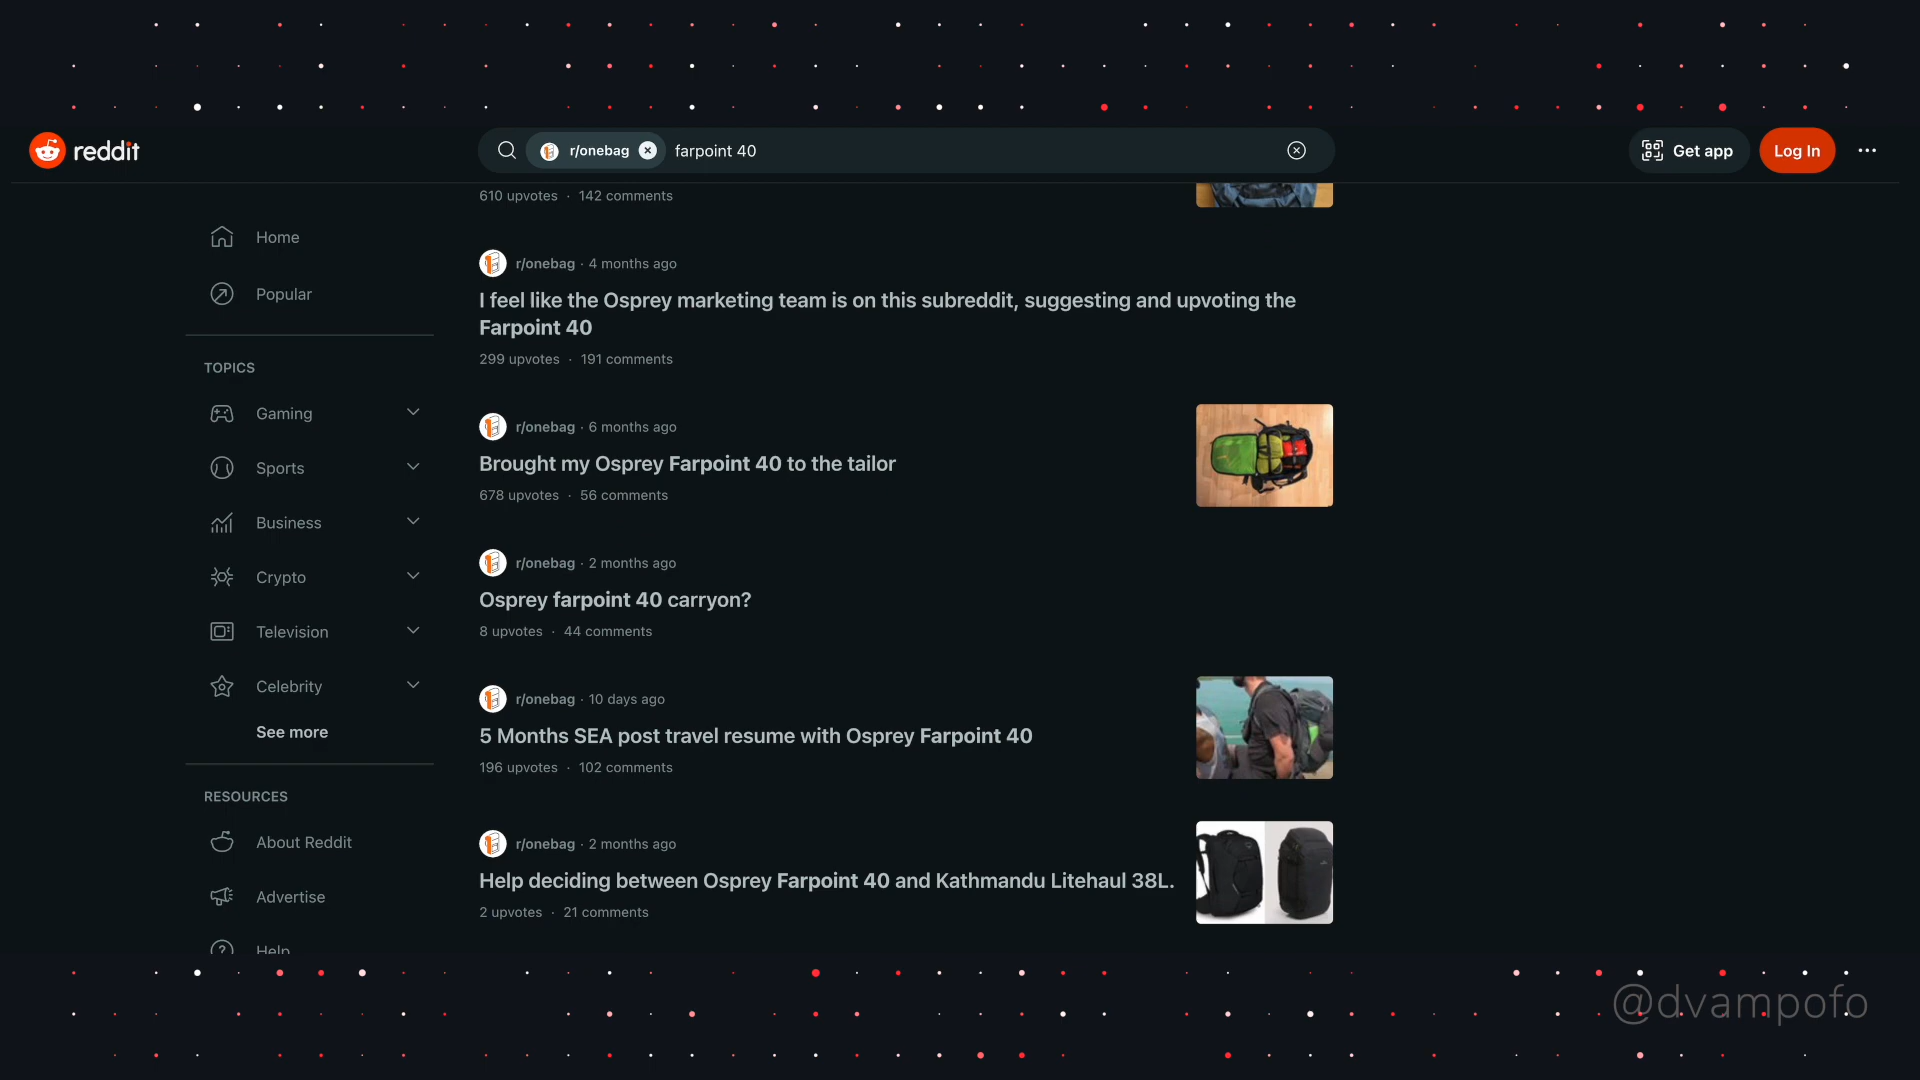 reddit
r/onebag
farpoint 40
Get app
Log In
610 upvotes · 142 comments
Home
Popular
TOPICS
Gaming
Sports
Business
Crypto
Television
Celebrity
See more
RESOURCES
About Reddit
Advertise
Help
r/onebag · 4 months ago
I feel like the Osprey marketing team is on this subreddit, suggesting and upvoting the
Farpoint 40
299 upvotes · 191 comments
r/onebag · 6 months ago
Brought my Osprey Farpoint 40 to the tailor
678 upvotes · 56 comments
r/onebag · 2 months ago
Osprey farpoint 40 carryon?
8 upvotes · 44 comments
r/onebag · 10 days ago
5 Months SEA post travel resume with Osprey Farpoint 40
196 upvotes · 102 comments
r/onebag · 2 months ago
Help deciding between Osprey Farpoint 40 and Kathmandu Litehaul 38L.
2 upvotes · 21 comments
@dvampofo